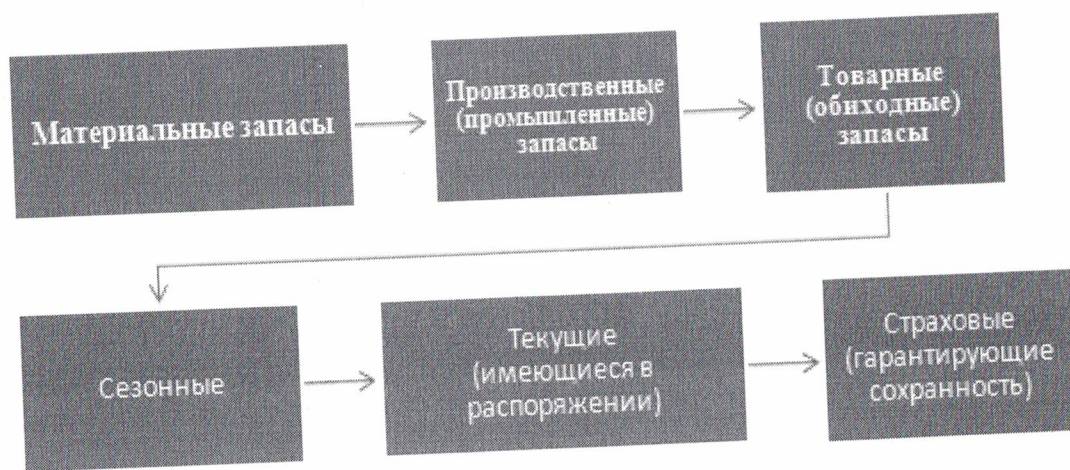 Материальные запасы
Производственные
(промышленные)
запасы
Товарные
(обиходные)
запасы
Сезонные
Текущие
(имеющиеся в
распоряжении)
Страховые
(гарантирующие
сохранность)